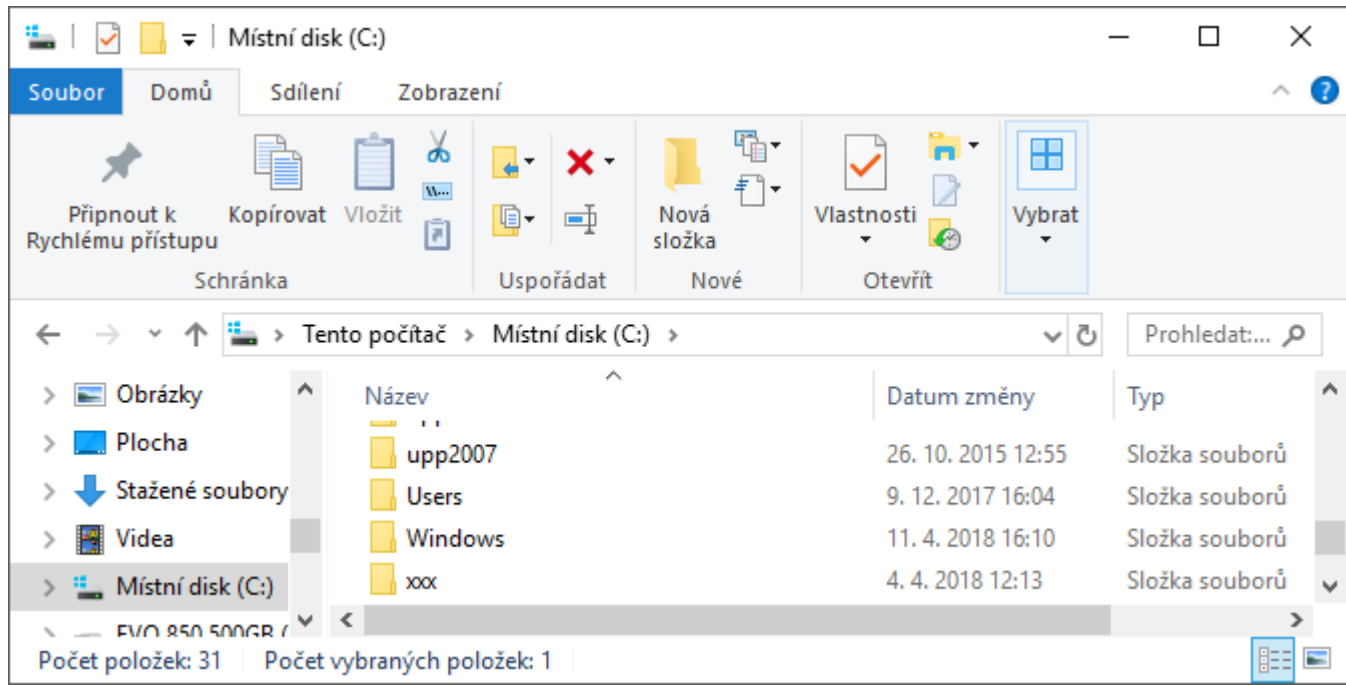 Místní disk (C:)
Soubor Domů Sdílení Zobrazení
Připnout k
Rychlému přístupu
Kopírovat
Vložit
Schránka
Uspořádat
Nová
složka
Nové
Vlastnosti
Otevřít
Vybrat
Tento počítač Místní disk (C:)
Prohledat:...
Obrázky
Plocha
Stažené soubory
Videa
Místní disk (C:)
EVO 850 500GB (
Název Datum změny Typ
upp2007 26. 10. 2015 12:55 Složka souborů
Users 9. 12. 2017 16:04 Složka souborů
Windows 11. 4. 2018 16:10 Složka souborů
xxx 4. 4. 2018 12:13 Složka souborů
Počet položek: 31 Počet vybraných položek: 1